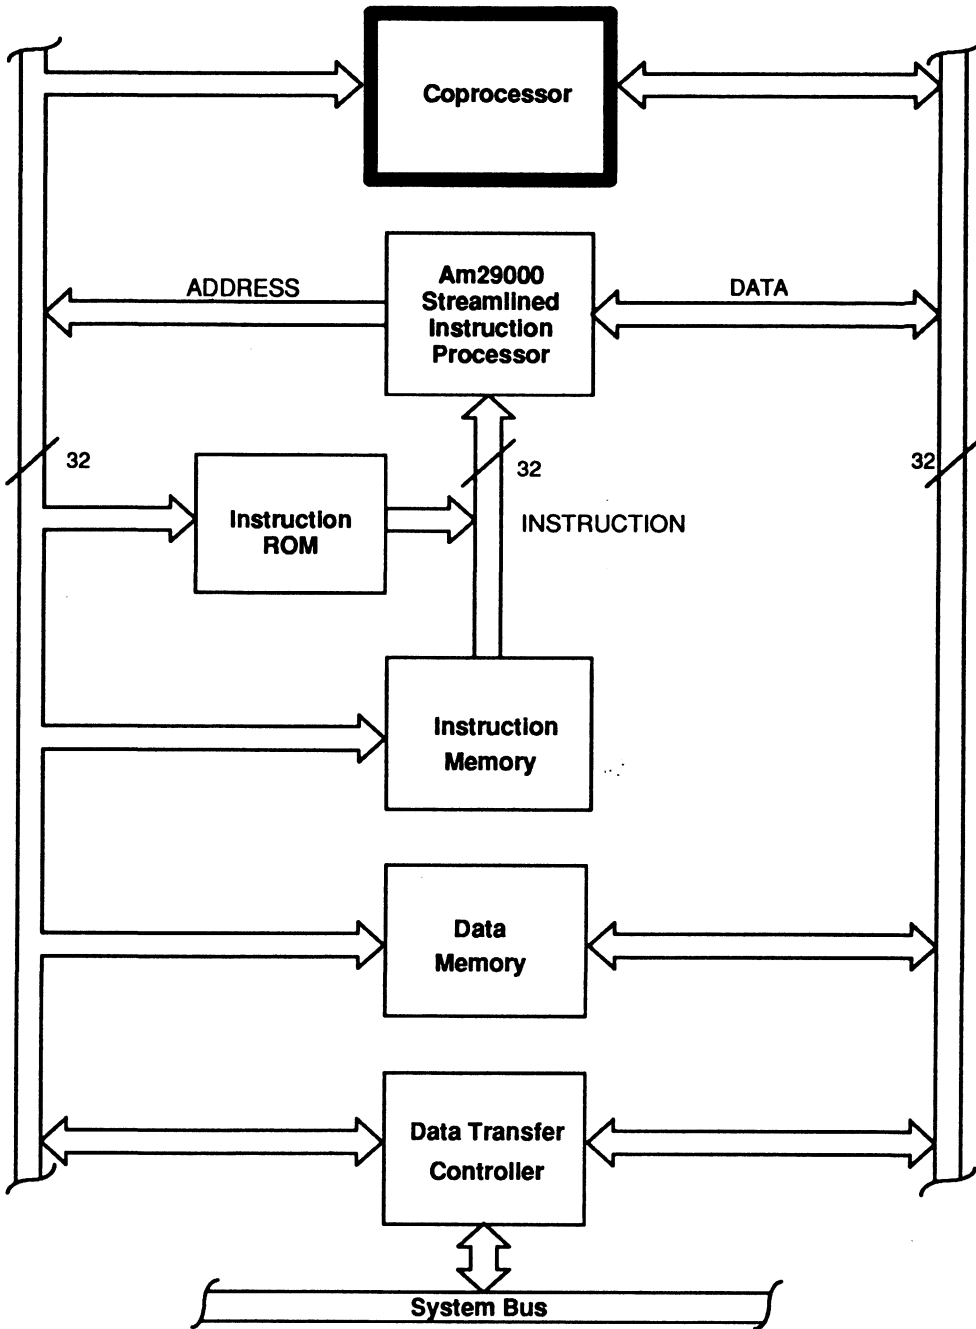 Coprocessor
Am29000
Streamlined
Instruction
Processor
ADDRESS
DATA
32
32
32
Instruction
ROM
INSTRUCTION
Instruction
Memory
Data
Memory
Data Transfer
Controller
System Bus